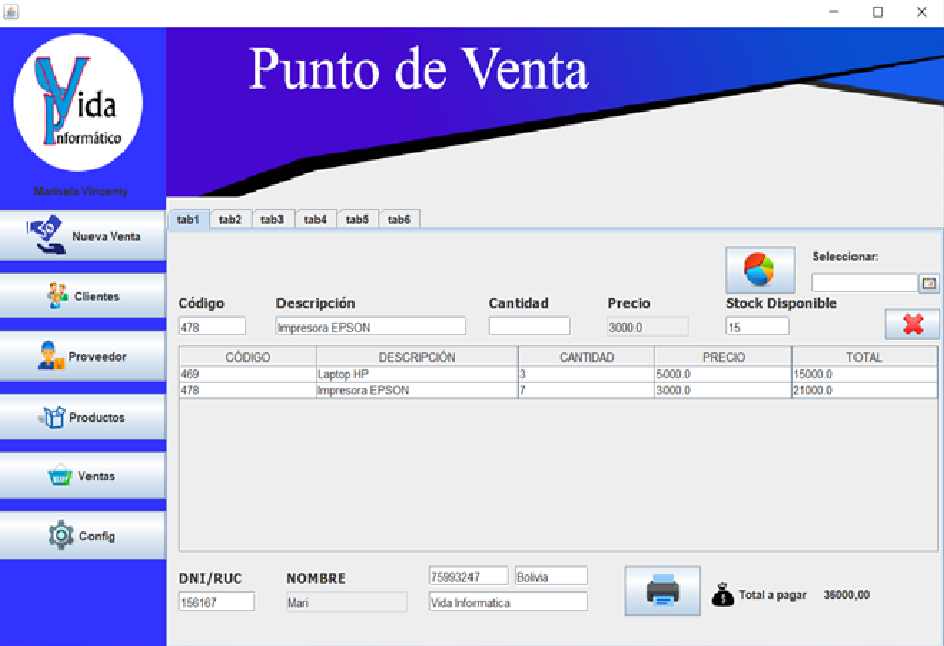 Punto de Venta
Vida
Informático
Marisela Vincenty
Nueva Venta
Clientes
Proveedor
Productos
Ventas
Config
tab1 tab2 tab3 tab4 tab5 tab6
Seleccionar:
Código Descripción Cantidad Precio Stock Disponible
478 Impresora EPSON 3000.0 15
CÓDIGO DESCRIPCIÓN CANTIDAD PRECIO TOTAL
469 Laptop HP 3 5000.0 15000.0
478 Impresora EPSON 7 3000.0 21000.0
DNI/RUC NOMBRE 75993247 Bolivia
156167 Mari Vida Informatica
Total a pagar 36000,00